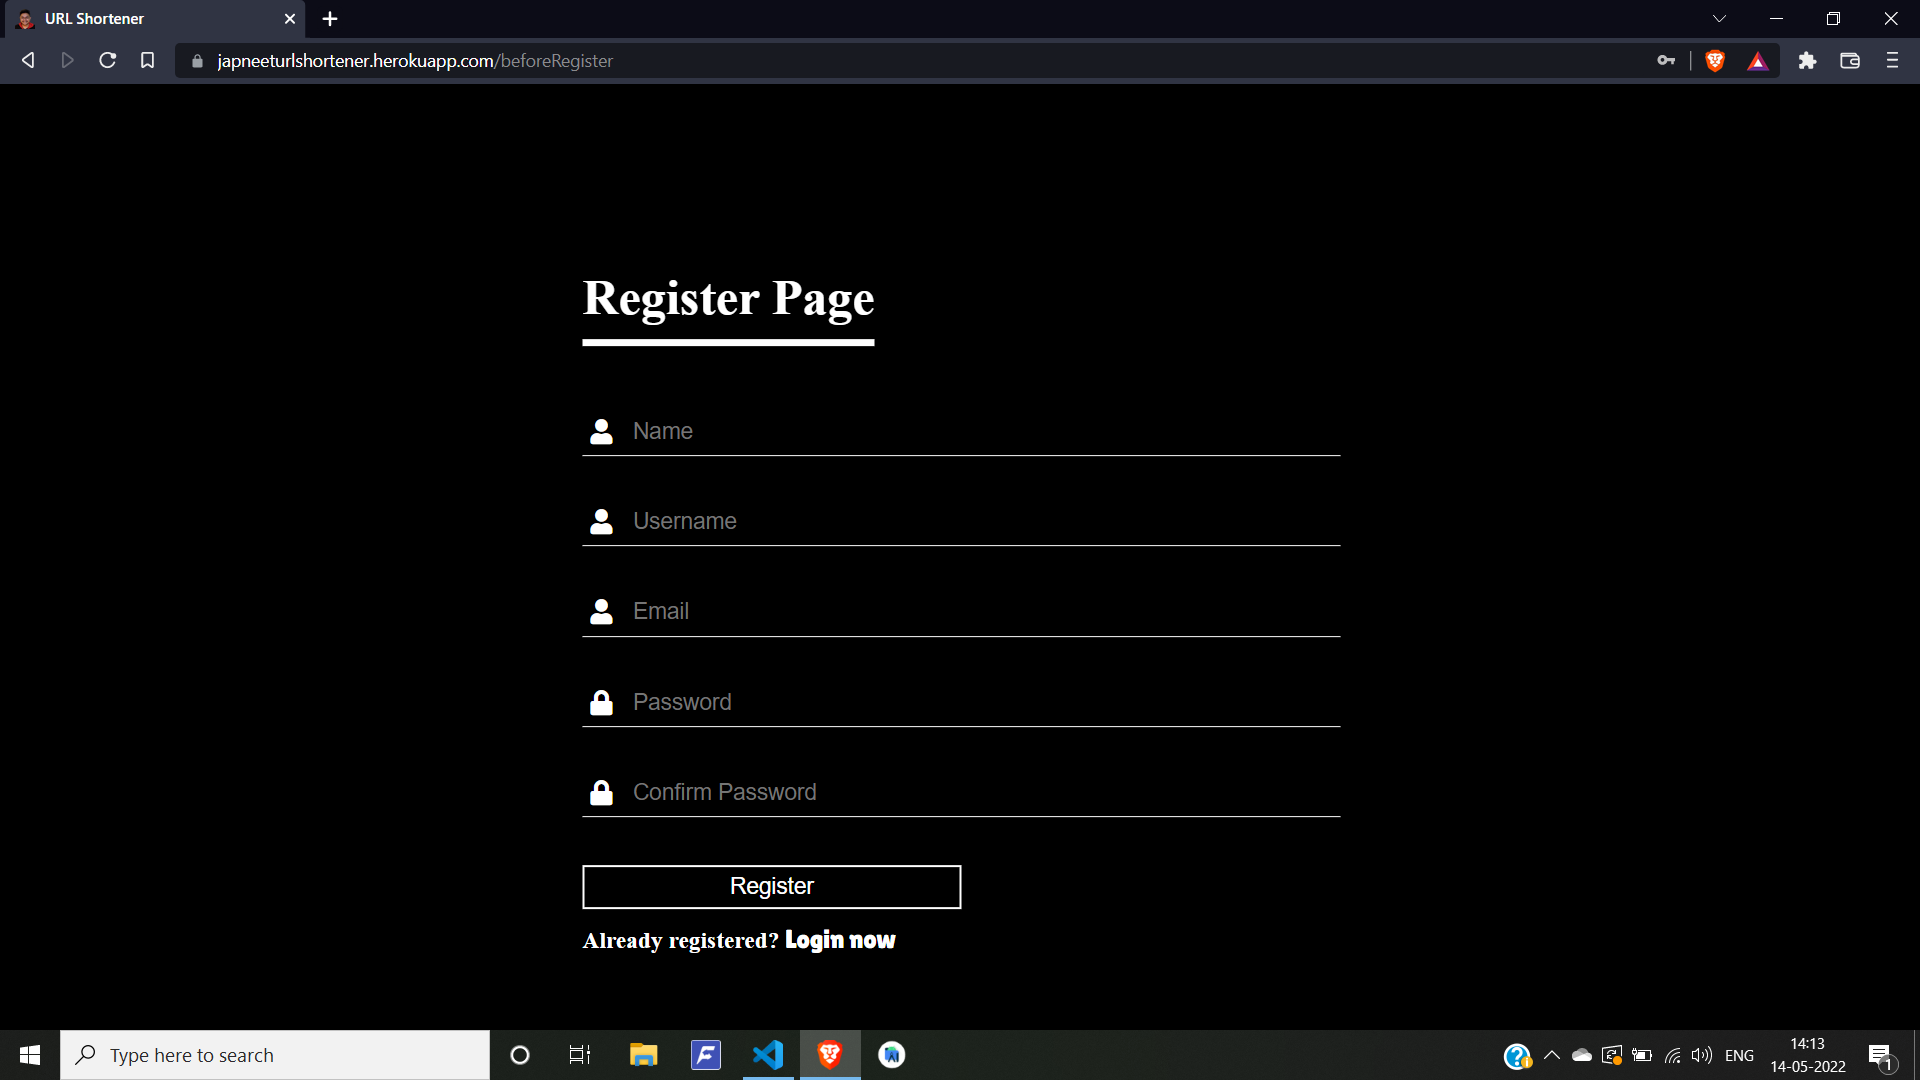 URL Shortener
japneeturlshortener.herokuapp.com/beforeRegister
Register Page
Name
Username
Email
Password
Confirm Password
Register
Already registered? Login now
Type here to search
ENG
14:13
14-05-2022
1